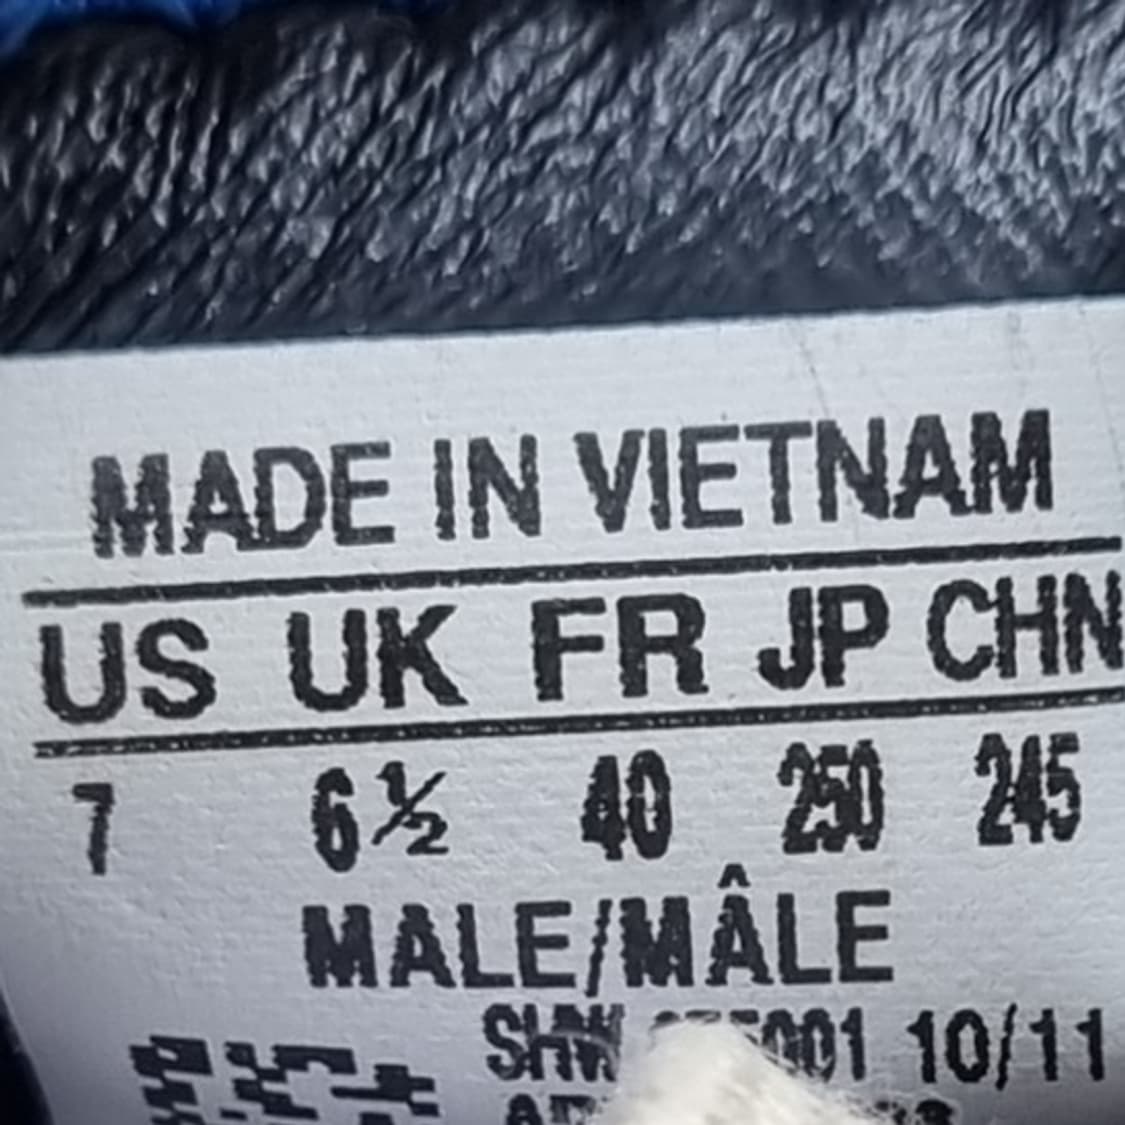 MADE IN VIETNAM
US UK FR JP CHN
7 6½ 40 250 245
MALE/MÂLE
10/11